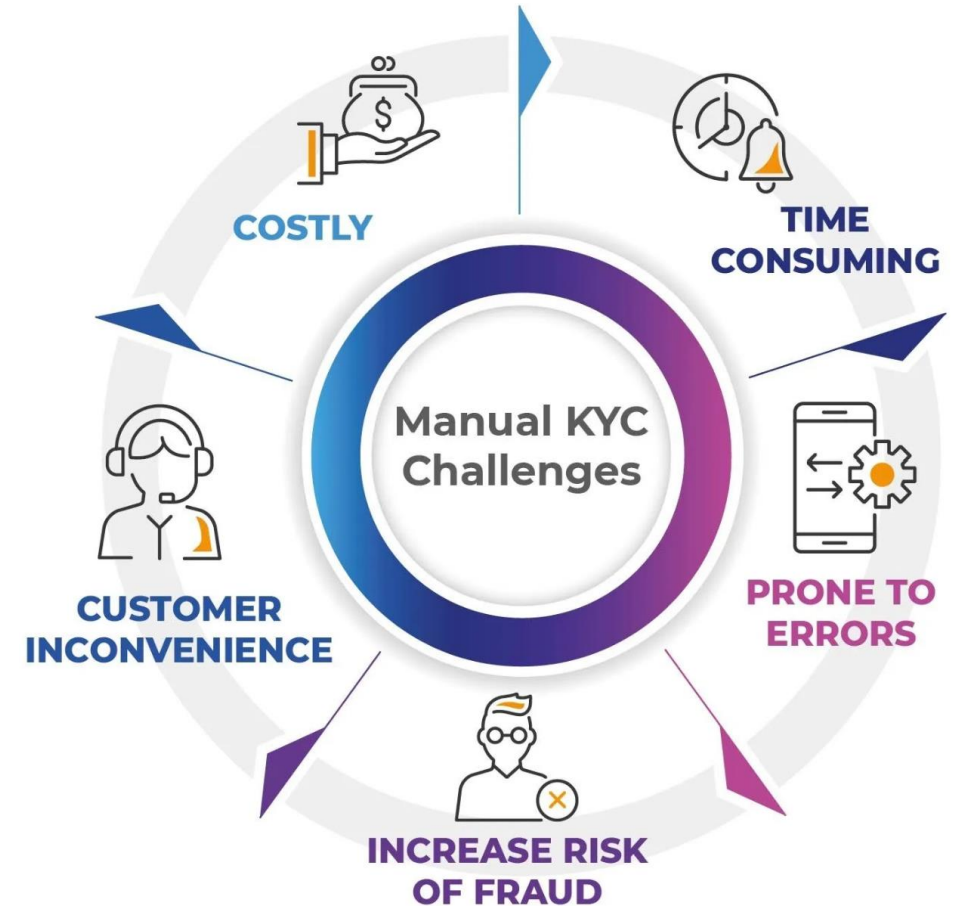 Manual KYC
Challenges
COSTLY
TIME
CONSUMING
PRONE TO
ERRORS
INCREASE RISK
OF FRAUD
CUSTOMER
INCONVENIENCE
$